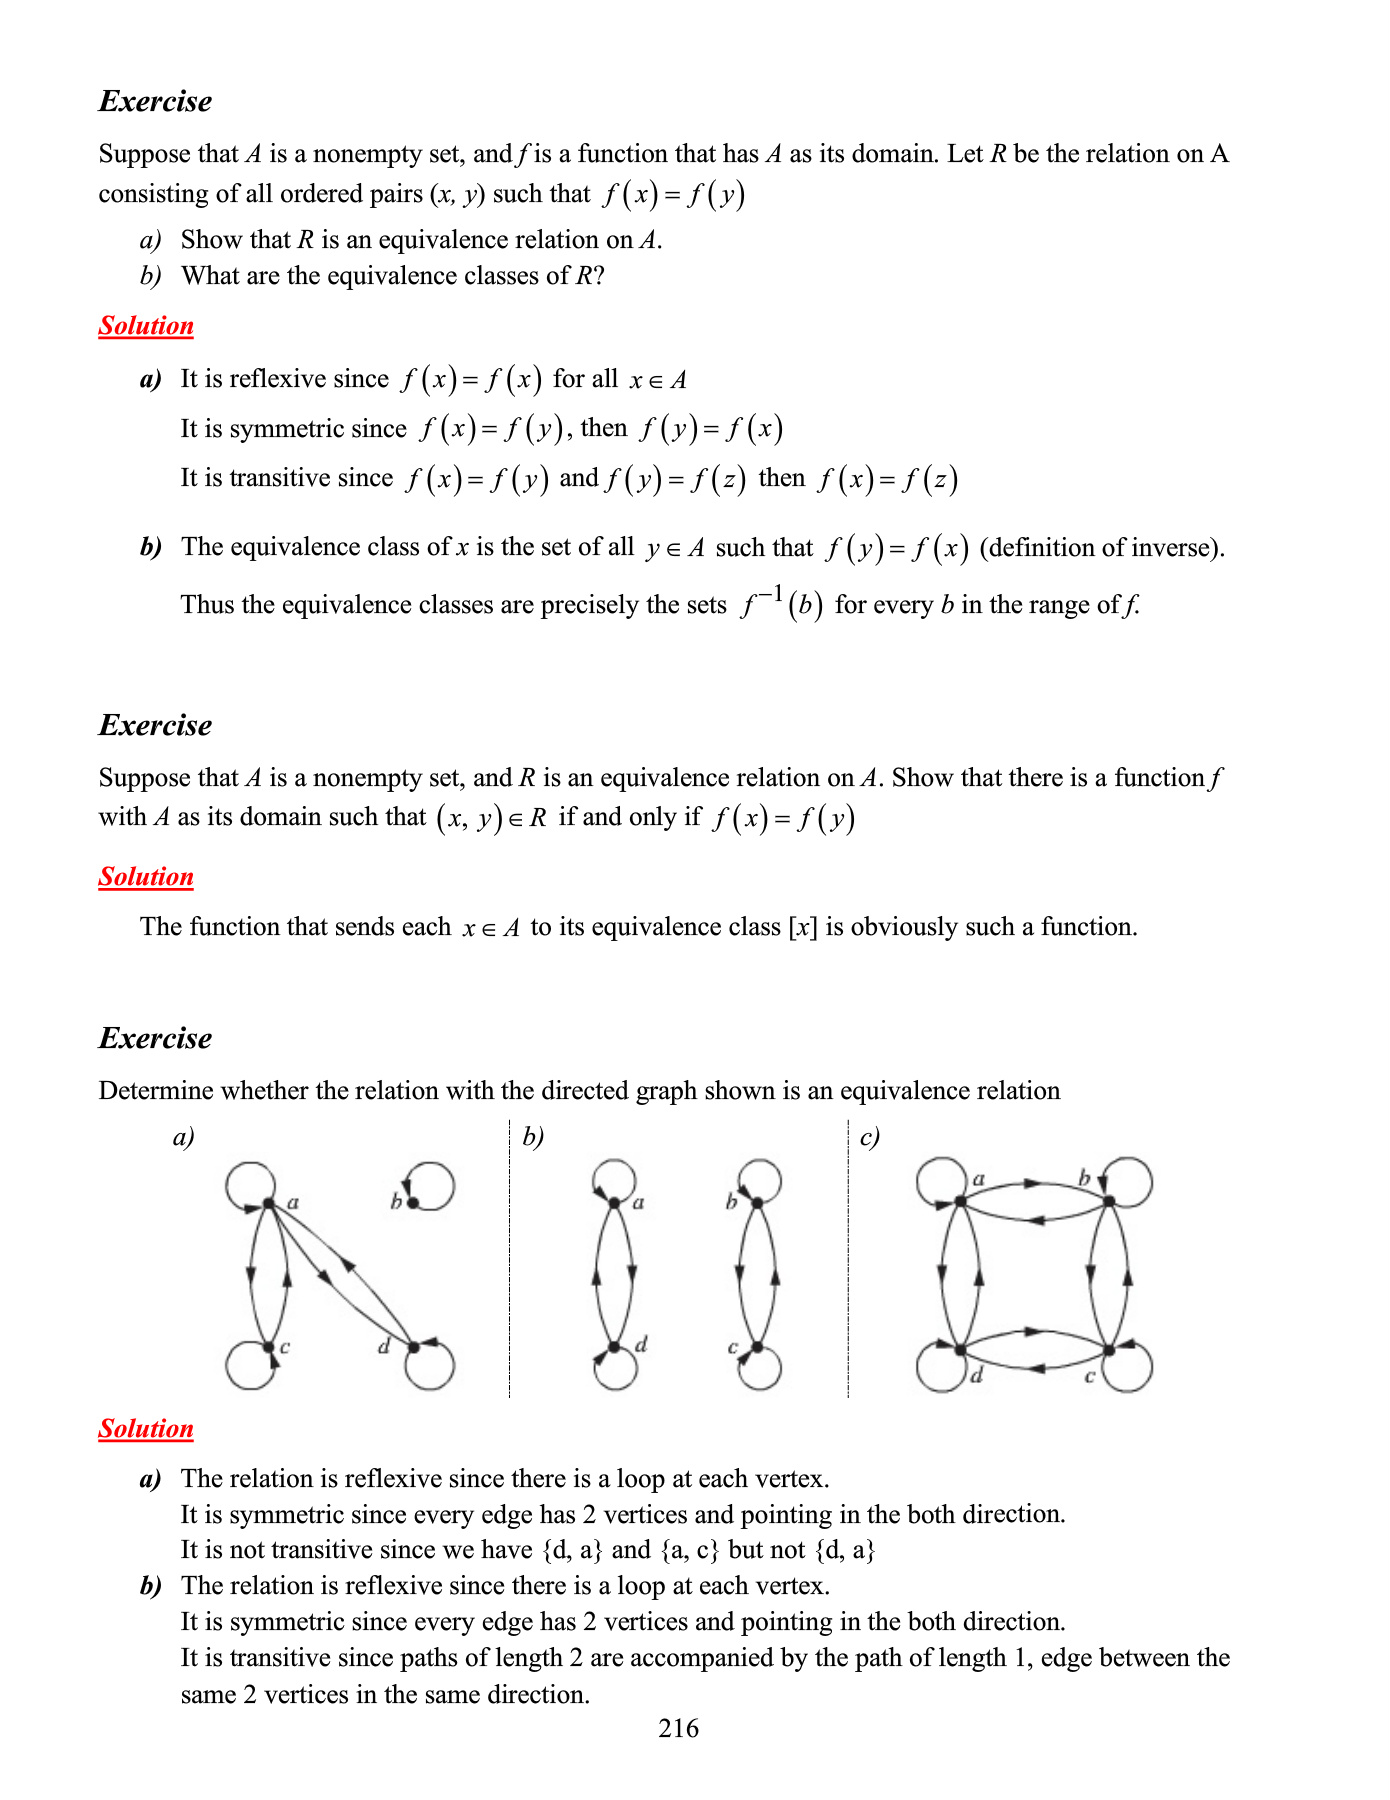 Exercise
Suppose that A is a nonempty set, and f is a function that has A as its domain. Let R be the relation on A
consisting of all ordered pairs (x, y) such that f(x) = f(y)
a) Show that R is an equivalence relation on A.
b) What are the equivalence classes of R?
Solution
a) It is reflexive since f(x) = f(x) for all x ∈ A
It is symmetric since f(x) = f(y), then f(y) = f(x)
It is transitive since f(x) = f(y) and f(y) = f(z) then f(x) = f(z)
b) The equivalence class of x is the set of all y ∈ A such that f(y) = f(x) (definition of inverse).
Thus the equivalence classes are precisely the sets f⁻¹(b) for every b in the range of f.
Exercise
Suppose that A is a nonempty set, and R is an equivalence relation on A. Show that there is a function f
with A as its domain such that (x, y) ∈ R if and only if f(x) = f(y)
Solution
The function that sends each x ∈ A to its equivalence class [x] is obviously such a function.
Exercise
Determine whether the relation with the directed graph shown is an equivalence relation
a) b) c)
a b a b a b
c d d c d c
Solution
a) The relation is reflexive since there is a loop at each vertex.
It is symmetric since every edge has 2 vertices and pointing in the both direction.
It is not transitive since we have {d, a} and {a, c} but not {d, a}
b) The relation is reflexive since there is a loop at each vertex.
It is symmetric since every edge has 2 vertices and pointing in the both direction.
It is transitive since paths of length 2 are accompanied by the path of length 1, edge between the
same 2 vertices in the same direction.
216